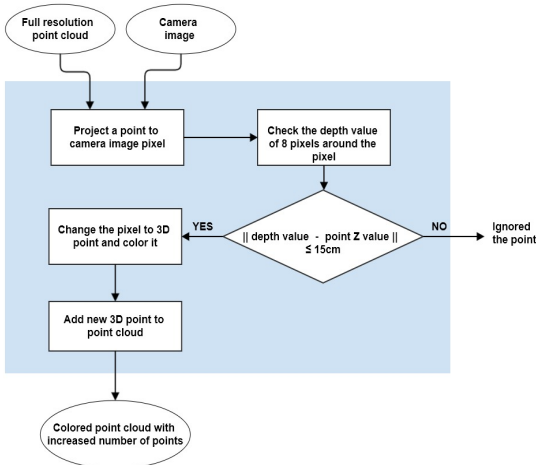 Full resolution
point cloud
Camera
image
Project a point to
camera image pixel
Check the depth value
of 8 pixels around the
pixel
|| depth value - point Z value ||
≤ 15cm
YES
NO
Ignored
the point
Change the pixel to 3D
point and color it
Add new 3D point to
point cloud
Colored point cloud with
increased number of points